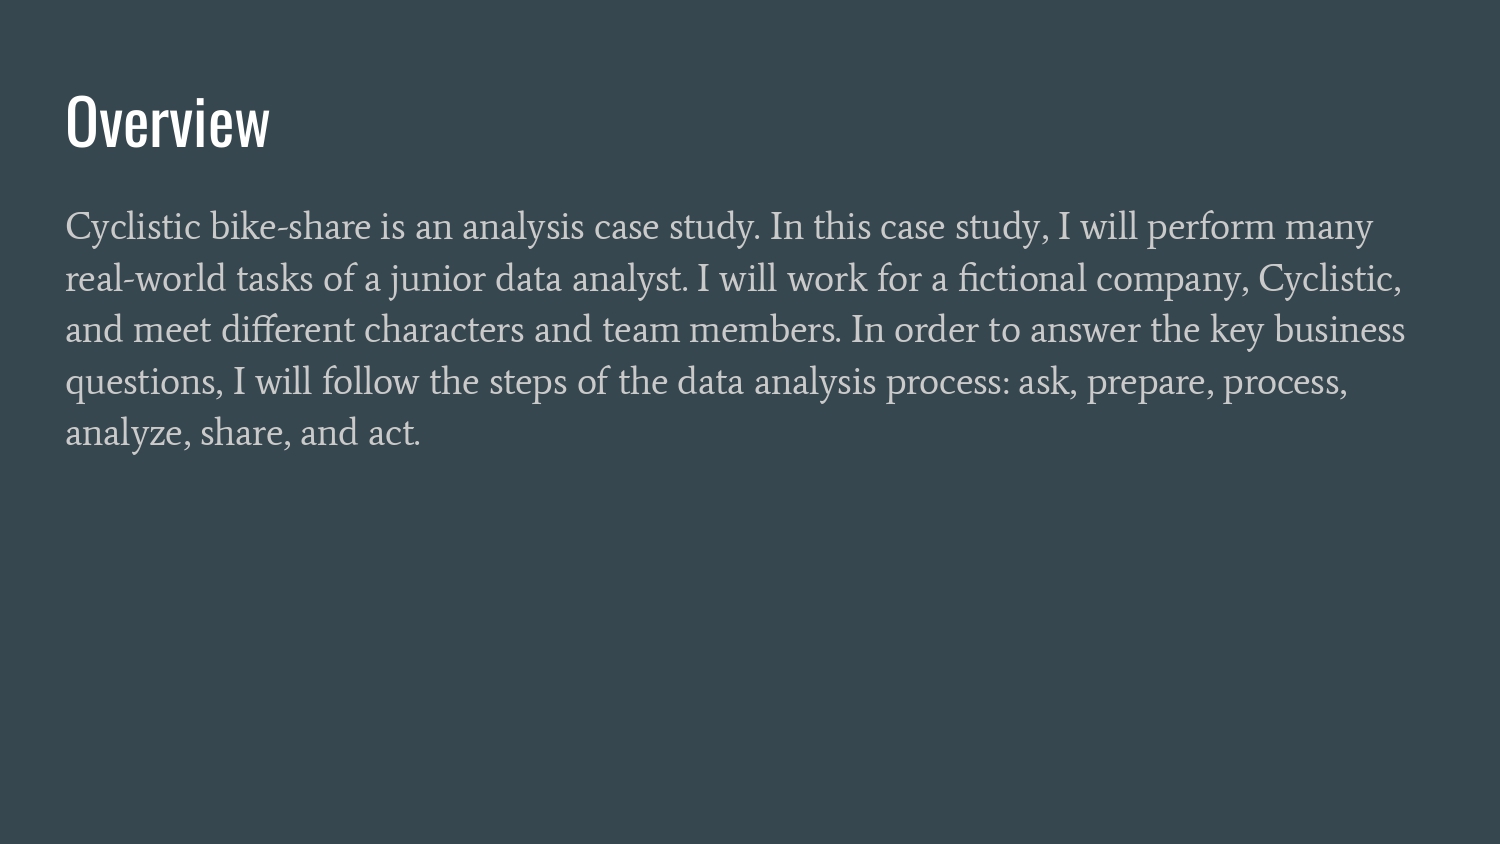 Overview
Cyclistic bike-share is an analysis case study. In this case study, I will perform many
real-world tasks of a junior data analyst. I will work for a fictional company, Cyclistic,
and meet different characters and team members. In order to answer the key business
questions, I will follow the steps of the data analysis process: ask, prepare, process,
analyze, share, and act.